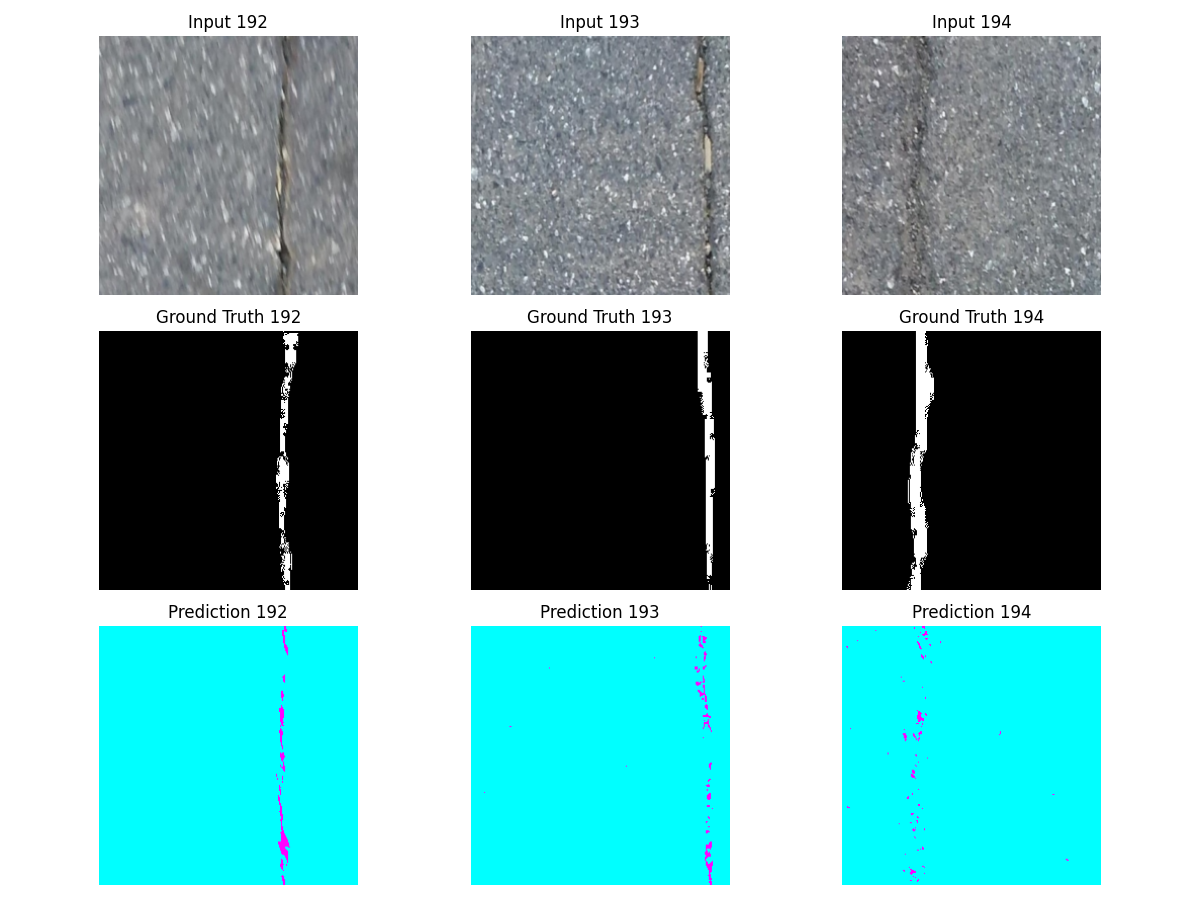 Input 192
Input 193
Input 194
Ground Truth 192
Ground Truth 193
Ground Truth 194
Prediction 192
Prediction 193
Prediction 194